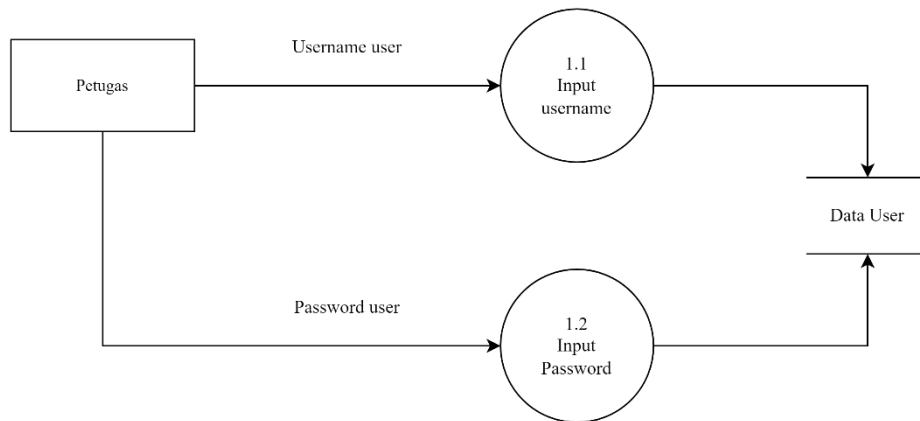 Username user
1.1
Input
username
Petugas
Data User
Password user
1.2
Input
Password